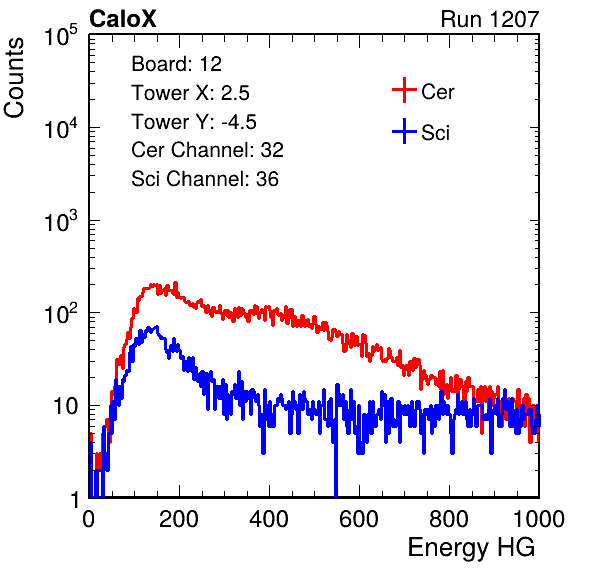 CaloX Run 1207
Counts
10^5
10^4
10^3
10^2
10
1
Board: 12
Tower X: 2.5
Tower Y: -4.5
Cer Channel: 32
Sci Channel: 36
Cer
Sci
0 200 400 600 800 1000
Energy HG